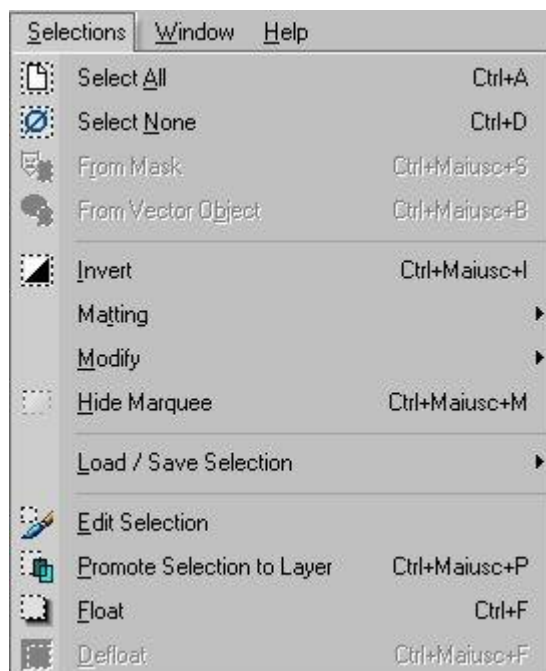 Selections Window Help
Select All Ctrl+A
Select None Ctrl+D
From Mask Ctrl+Maiusc+S
From Vector Object Ctrl+Maiusc+B
Invert Ctrl+Maiusc+I
Matting
Modify
Hide Marquee Ctrl+Maiusc+M
Load / Save Selection
Edit Selection
Promote Selection to Layer Ctrl+Maiusc+P
Float Ctrl+F
Defloat Ctrl+Maiusc+F